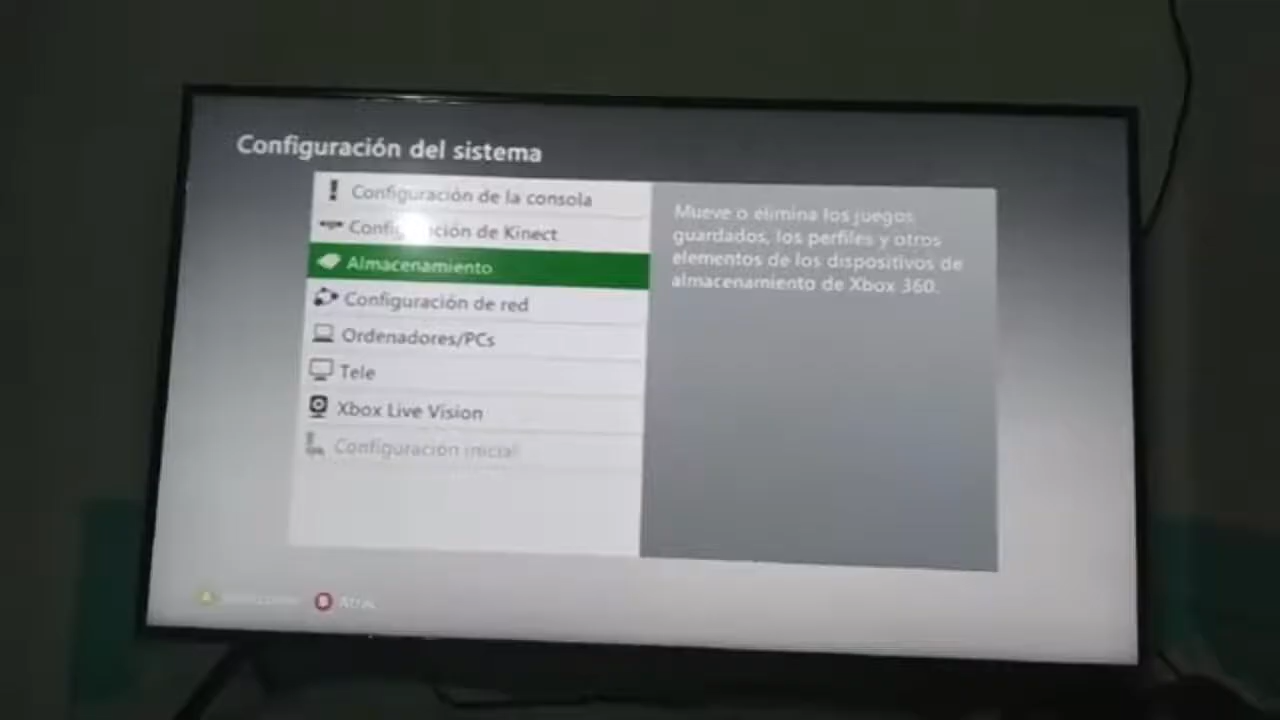 Configuración del sistema
Configuración de la consola
Configuración de Kinect
Almacenamiento
Configuración de red
Ordenadores/PCs
Tele
Xbox Live Vision
Configuración inicial
Mueve o elimina los juegos
guardados, los perfiles y otros
elementos de los dispositivos de
almacenamiento de Xbox 360.
A
B Atrás